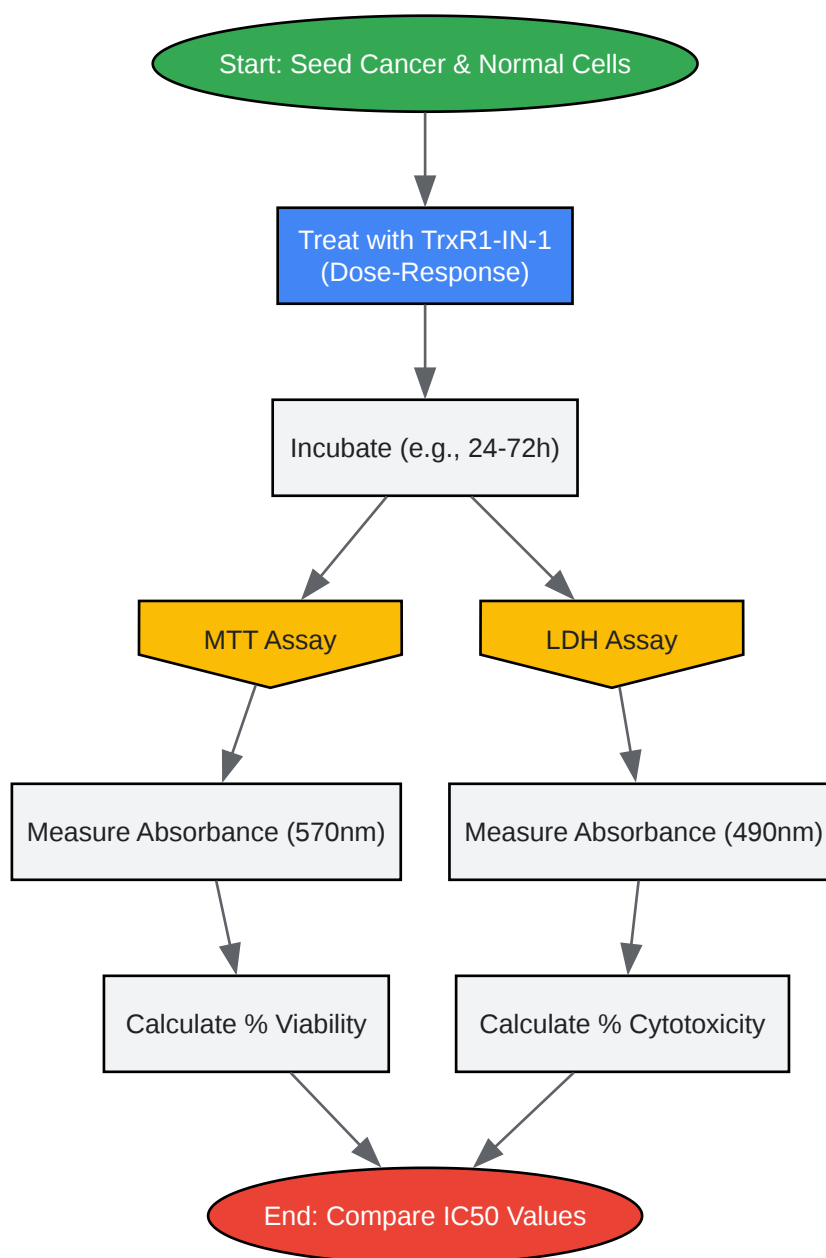 Start: Seed Cancer & Normal Cells
Treat with TrxR1-IN-1
(Dose-Response)
Incubate (e.g., 24-72h)
MTT Assay
LDH Assay
Measure Absorbance (570nm)
Measure Absorbance (490nm)
Calculate % Viability
Calculate % Cytotoxicity
End: Compare IC50 Values